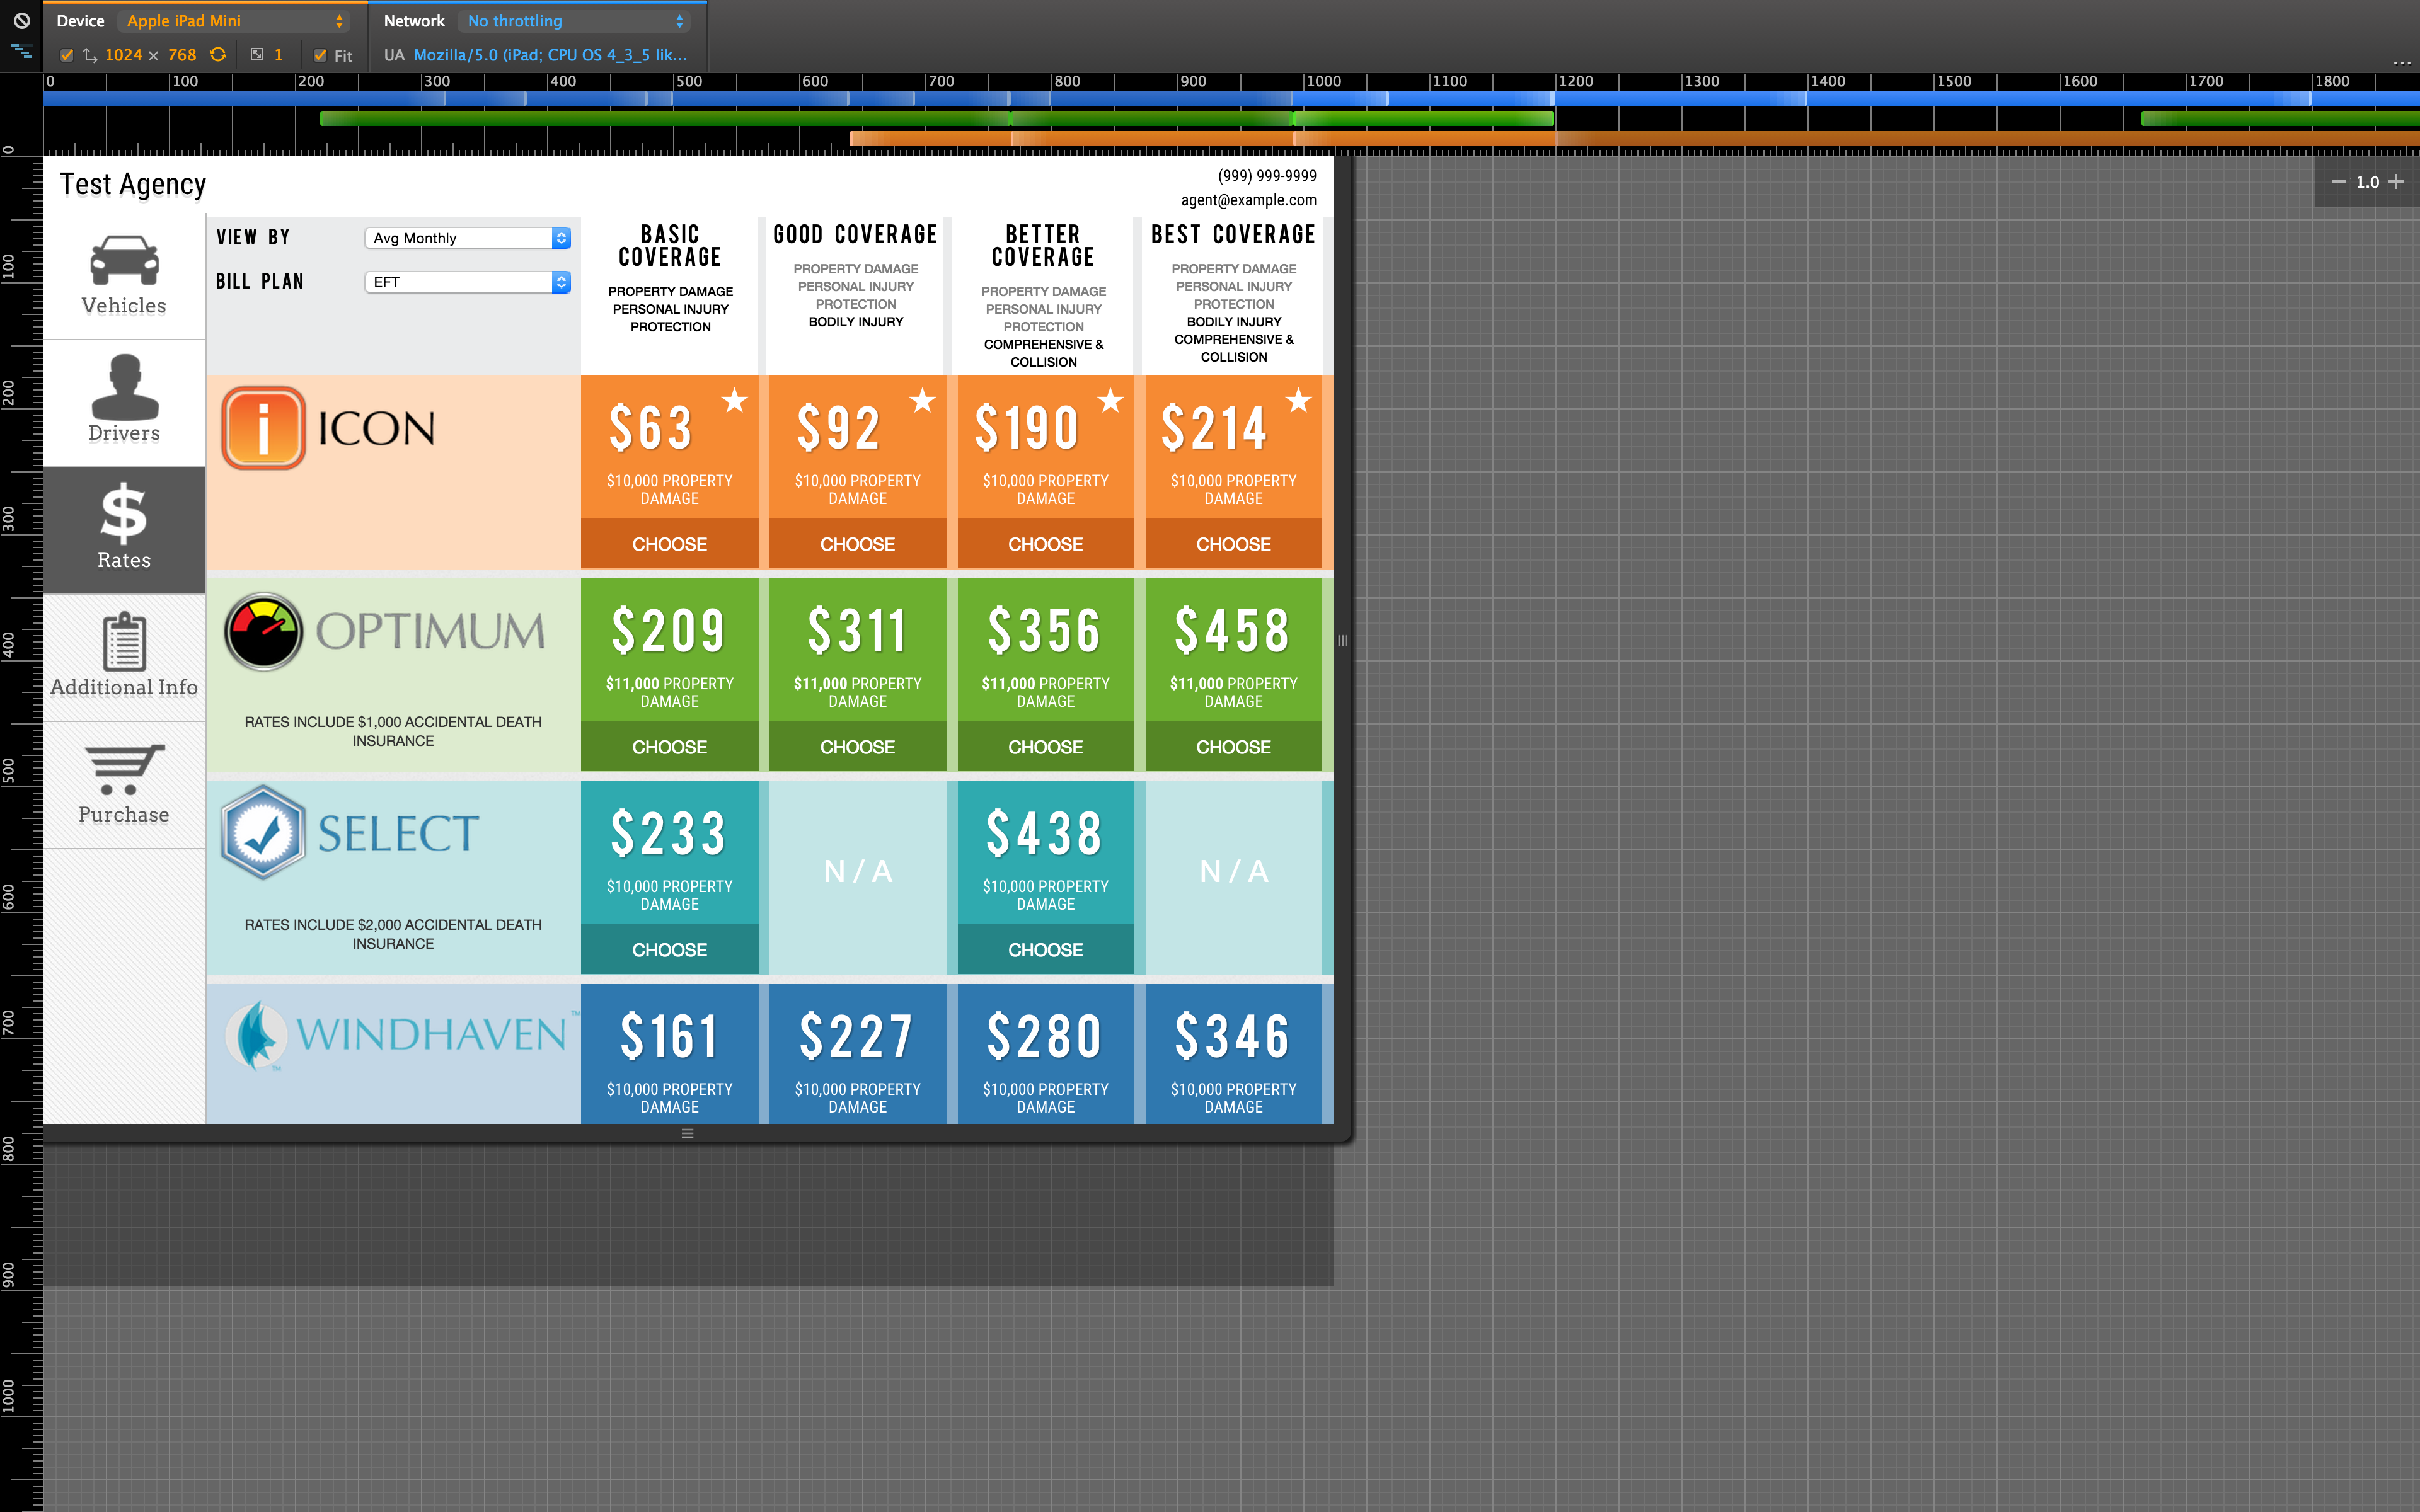 Device Apple iPad Mini Network No throttling
1024 × 768 1 Fit UA Mozilla/5.0 (iPad; CPU OS 4_3_5 lik...
...
0 100 200 300 400 500 600 700 800 900 1000 1100 1200 1300 1400 1500 1600 1700 1800
0
100
200
300
400
500
600
700
800
900
1000
1.0
Test Agency
(999) 999-9999
agent@example.com
Vehicles
Drivers
Rates
Additional Info
Purchase
VIEW BY Avg Monthly
BILL PLAN EFT
BASIC
COVERAGE
PROPERTY DAMAGE
PERSONAL INJURY
PROTECTION
GOOD COVERAGE
PROPERTY DAMAGE
PERSONAL INJURY
PROTECTION
BODILY INJURY
BETTER
COVERAGE
PROPERTY DAMAGE
PERSONAL INJURY
PROTECTION
COMPREHENSIVE &
COLLISION
BEST COVERAGE
PROPERTY DAMAGE
PERSONAL INJURY
PROTECTION
BODILY INJURY
COMPREHENSIVE &
COLLISION
i ICON
$63 $92 $190 $214
$10,000 PROPERTY $10,000 PROPERTY $10,000 PROPERTY $10,000 PROPERTY
DAMAGE DAMAGE DAMAGE DAMAGE
CHOOSE CHOOSE CHOOSE CHOOSE
OPTIMUM
RATES INCLUDE $1,000 ACCIDENTAL DEATH
INSURANCE
$209 $311 $356 $458
$11,000 PROPERTY $11,000 PROPERTY $11,000 PROPERTY $11,000 PROPERTY
DAMAGE DAMAGE DAMAGE DAMAGE
CHOOSE CHOOSE CHOOSE CHOOSE
SELECT
RATES INCLUDE $2,000 ACCIDENTAL DEATH
INSURANCE
$233 N/A $438 N/A
$10,000 PROPERTY $10,000 PROPERTY
DAMAGE DAMAGE
CHOOSE CHOOSE
WINDHAVEN™
™
$161 $227 $280 $346
$10,000 PROPERTY $10,000 PROPERTY $10,000 PROPERTY $10,000 PROPERTY
DAMAGE DAMAGE DAMAGE DAMAGE